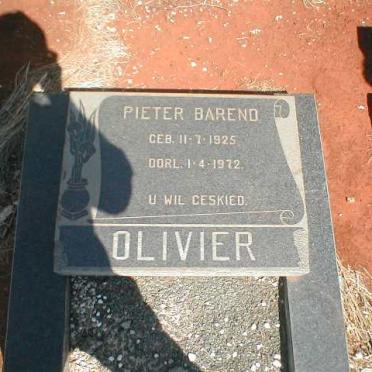 PIETER BAREND
GEB. 11-7-1925
OORL. 1-4-1972.
U WIL GESKIED.
OLIVIER